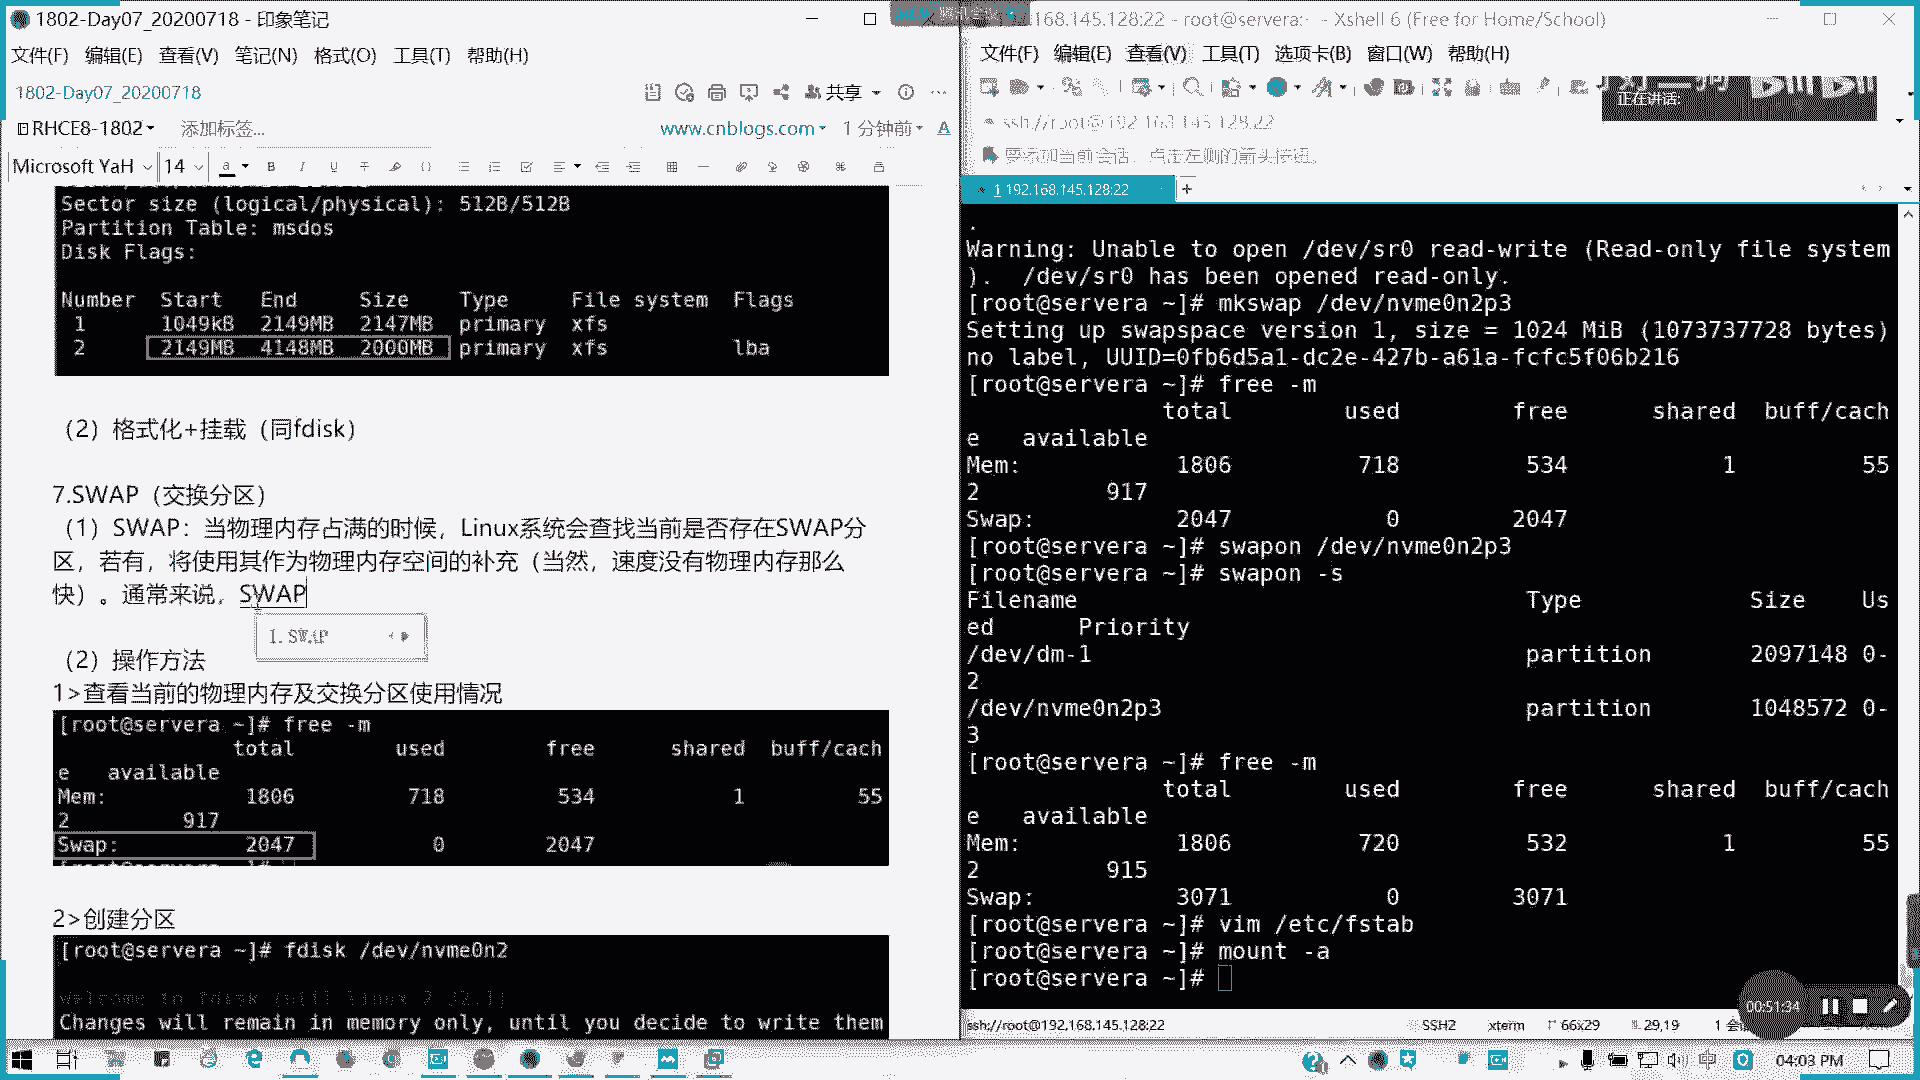 1802-Day07_20200718 - 印象笔记
文件(F) 编辑(E) 查看(V) 笔记(N) 格式(O) 工具(T) 帮助(H)
1802-Day07_20200718
共享
RHCE8-1802
添加标签...
www.cnblogs.com
1 分钟前
Microsoft YaH
14
Sector size (logical/physical): 512B/512B
Partition Table: msdos
Disk Flags:
Number Start End Size Type File system Flags
1 1049kB 2149MB 2147MB primary xfs
2 2149MB 4148MB 2000MB primary xfs lba
（2）格式化+挂载（同fdisk）
7.SWAP（交换分区）
（1）SWAP：当物理内存占满的时候，Linux系统会查找当前是否存在SWAP分
区，若有，将使用其作为物理内存空间的补充（当然，速度没有物理内存那么
快）。通常来说，SWAP
1.SWAP
（2）操作方法
1>查看当前的物理内存及交换分区使用情况
[root@servera ~]# free -m
total used free shared buff/cach
e available
Mem: 1806 718 534 1 55
2 917
Swap: 2047 0 2047
2>创建分区
[root@servera ~]# fdisk /dev/nvme0n2
Changes will remain in memory only, until you decide to write them
168.145.128:22 - root@servera:~ - Xshell 6 (Free for Home/School)
文件(F) 编辑(E) 查看(V) 工具(T) 选项卡(B) 窗口(W) 帮助(H)
正在讲话:
ssh://root@192.168.145.128:22
要添加当前会话，点击左侧的箭头按钮。
1 192.168.145.128:22
.
Warning: Unable to open /dev/sr0 read-write (Read-only file system
).  /dev/sr0 has been opened read-only.
[root@servera ~]# mkswap /dev/nvme0n2p3
Setting up swapspace version 1, size = 1024 MiB (1073737728 bytes)
no label, UUID=0fb6d5a1-dc2e-427b-a61a-fcfc5f06b216
[root@servera ~]# free -m
total used free shared buff/cach
e available
Mem: 1806 718 534 1 55
2 917
Swap: 2047 0 2047
[root@servera ~]# swapon /dev/nvme0n2p3
[root@servera ~]# swapon -s
Filename Type Size Us
ed Priority
/dev/dm-1 partition 2097148 0-
2
/dev/nvme0n2p3 partition 1048572 0-
3
[root@servera ~]# free -m
total used free shared buff/cach
e available
Mem: 1806 720 532 1 55
2 915
Swap: 3071 0 3071
[root@servera ~]# vim /etc/fstab
[root@servera ~]# mount -a
[root@servera ~]#
00:51:34
ssh://root@192.168.145.128:22 SSH2 xterm 66x29 29,19
中
04:03 PM